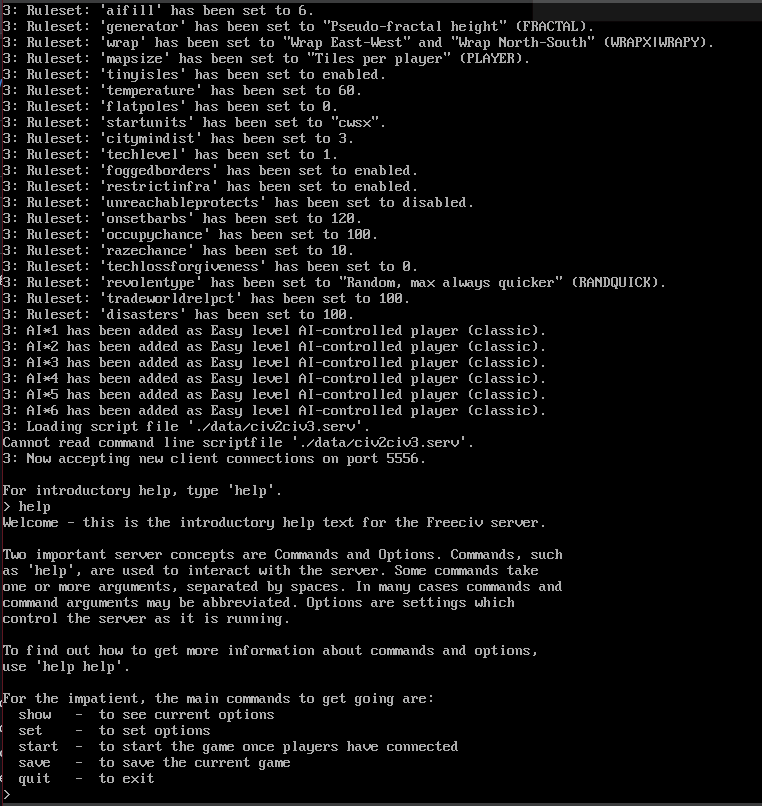 3: Ruleset: 'aifill' has been set to 6.
3: Ruleset: 'generator' has been set to "Pseudo-fractal height" (FRACTAL).
3: Ruleset: 'wrap' has been set to "Wrap East-West" and "Wrap North-South" (WRAPX|WRAPY).
3: Ruleset: 'mapsize' has been set to "Tiles per player" (PLAYER).
3: Ruleset: 'tinyisles' has been set to enabled.
3: Ruleset: 'temperature' has been set to 60.
3: Ruleset: 'flatpoles' has been set to 0.
3: Ruleset: 'startunits' has been set to "cwsx".
3: Ruleset: 'citymindist' has been set to 3.
3: Ruleset: 'techlevel' has been set to 1.
3: Ruleset: 'foggedborders' has been set to enabled.
3: Ruleset: 'restrictinfra' has been set to enabled.
3: Ruleset: 'unreachableprotects' has been set to disabled.
3: Ruleset: 'onsetbarbs' has been set to 120.
3: Ruleset: 'occupychance' has been set to 100.
3: Ruleset: 'razechance' has been set to 10.
3: Ruleset: 'techlossforgiveness' has been set to 0.
3: Ruleset: 'revolentype' has been set to "Random, max always quicker" (RANDQUICK).
3: Ruleset: 'tradeworldrelpct' has been set to 100.
3: Ruleset: 'disasters' has been set to 100.
3: AI*1 has been added as Easy level AI-controlled player (classic).
3: AI*2 has been added as Easy level AI-controlled player (classic).
3: AI*3 has been added as Easy level AI-controlled player (classic).
3: AI*4 has been added as Easy level AI-controlled player (classic).
3: AI*5 has been added as Easy level AI-controlled player (classic).
3: AI*6 has been added as Easy level AI-controlled player (classic).
3: Loading script file './data/civ2civ3.serv'.
Cannot read command line scriptfile './data/civ2civ3.serv'.
3: Now accepting new client connections on port 5556.

For introductory help, type 'help'.
> help
Welcome - this is the introductory help text for the Freeciv server.

Two important server concepts are Commands and Options. Commands, such
as 'help', are used to interact with the server. Some commands take
one or more arguments, separated by spaces. In many cases commands and
command arguments may be abbreviated. Options are settings which
control the server as it is running.

To find out how to get more information about commands and options,
use 'help help'.

For the impatient, the main commands to get going are:
  show   -  to see current options
  set    -  to set options
  start  -  to start the game once players have connected
  save   -  to save the current game
  quit   -  to exit
>